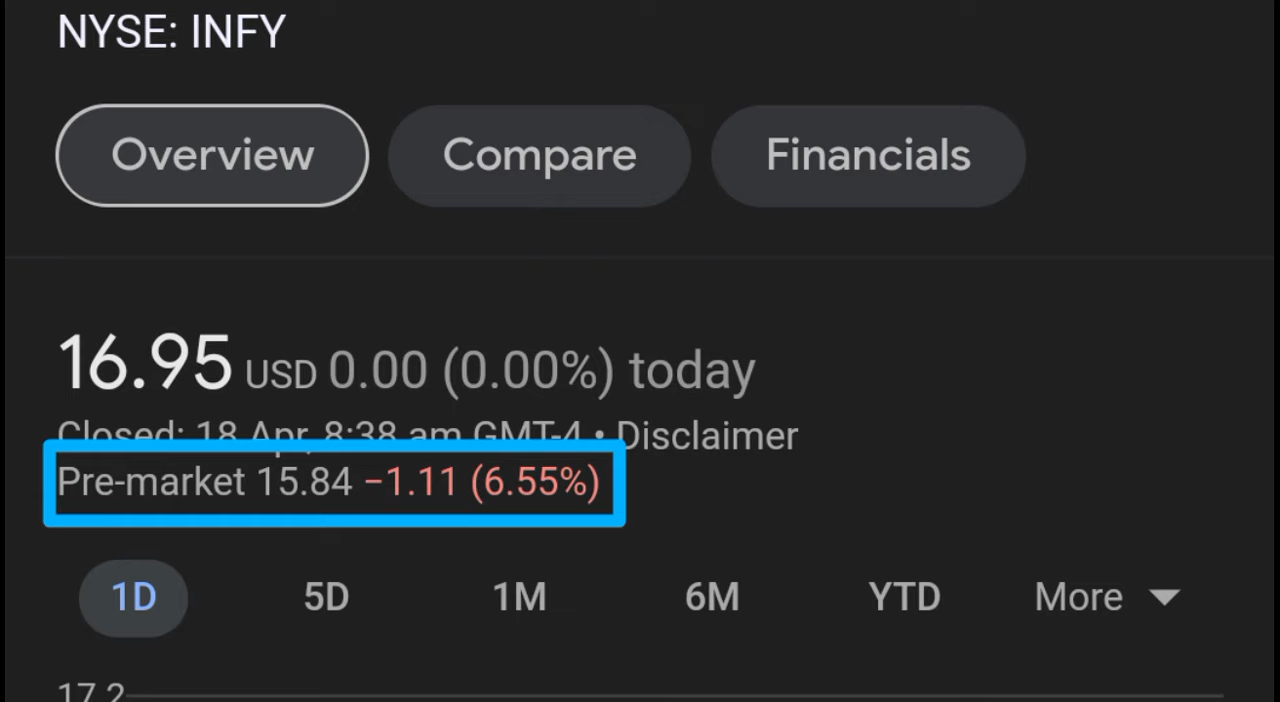 NYSE: INFY
Overview Compare Financials
16.95 USD 0.00 (0.00%) today
Closed: 18 Apr, 8:38 am GMT-4 • Disclaimer
Pre-market 15.84 −1.11 (6.55%)
1D 5D 1M 6M YTD More
17.2